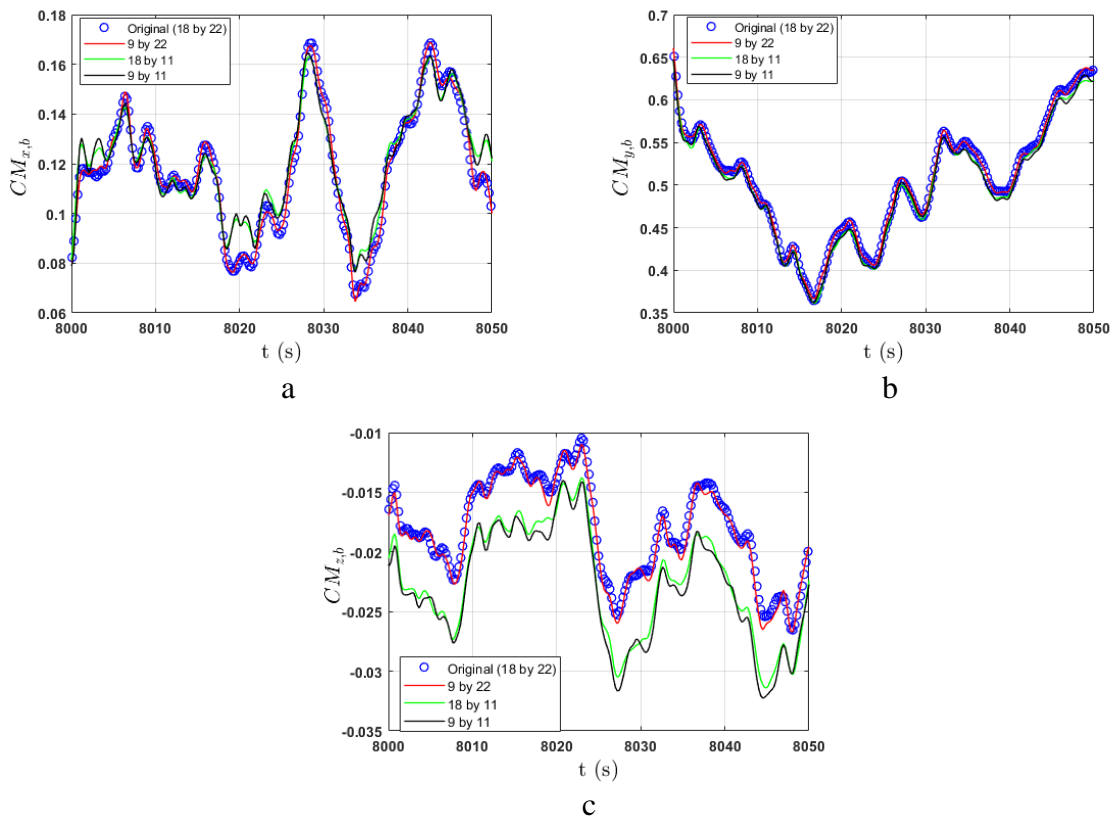 0.18
0.16
0.14
0.12
0.1
0.08
0.06
CM_{x,b}
Original (18 by 22)
9 by 22
18 by 11
9 by 11
8000 8010 8020 8030 8040 8050
t (s)
a
0.7
0.65
0.6
0.55
0.5
0.45
0.4
0.35
CM_{y,b}
Original (18 by 22)
9 by 22
18 by 11
9 by 11
8000 8010 8020 8030 8040 8050
t (s)
b
-0.01
-0.015
-0.02
-0.025
-0.03
-0.035
CM_{z,b}
Original (18 by 22)
9 by 22
18 by 11
9 by 11
8000 8010 8020 8030 8040 8050
t (s)
c